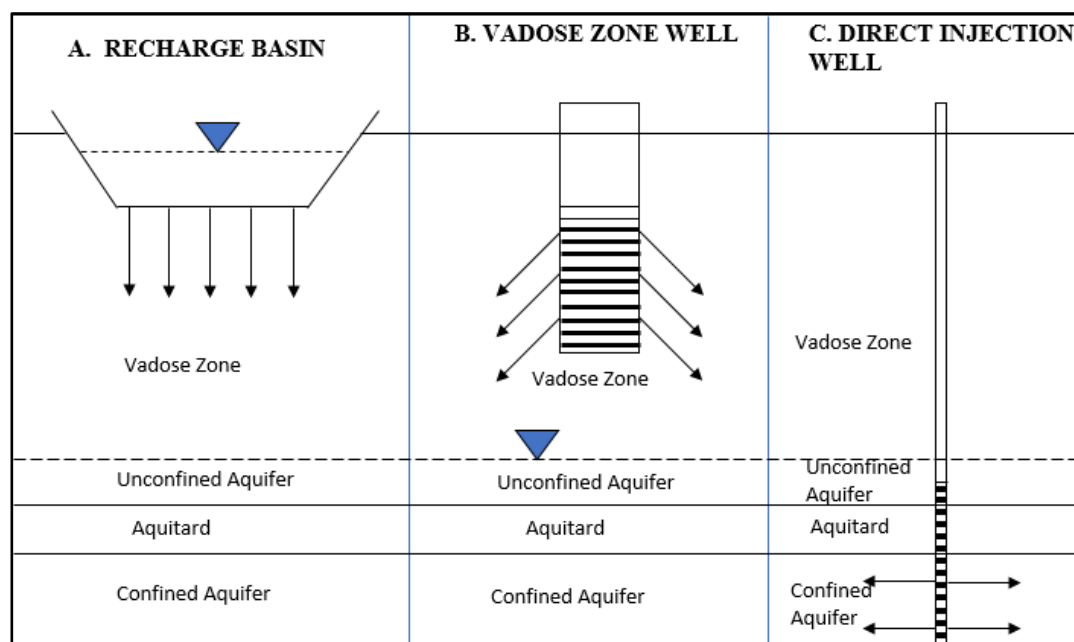 A. RECHARGE BASIN
Vadose Zone
Unconfined Aquifer
Aquitard
Confined Aquifer
B. VADOSE ZONE WELL
Vadose Zone
Unconfined Aquifer
Aquitard
Confined Aquifer
C. DIRECT INJECTION
WELL
Vadose Zone
Unconfined
Aquifer
Aquitard
Confined
Aquifer